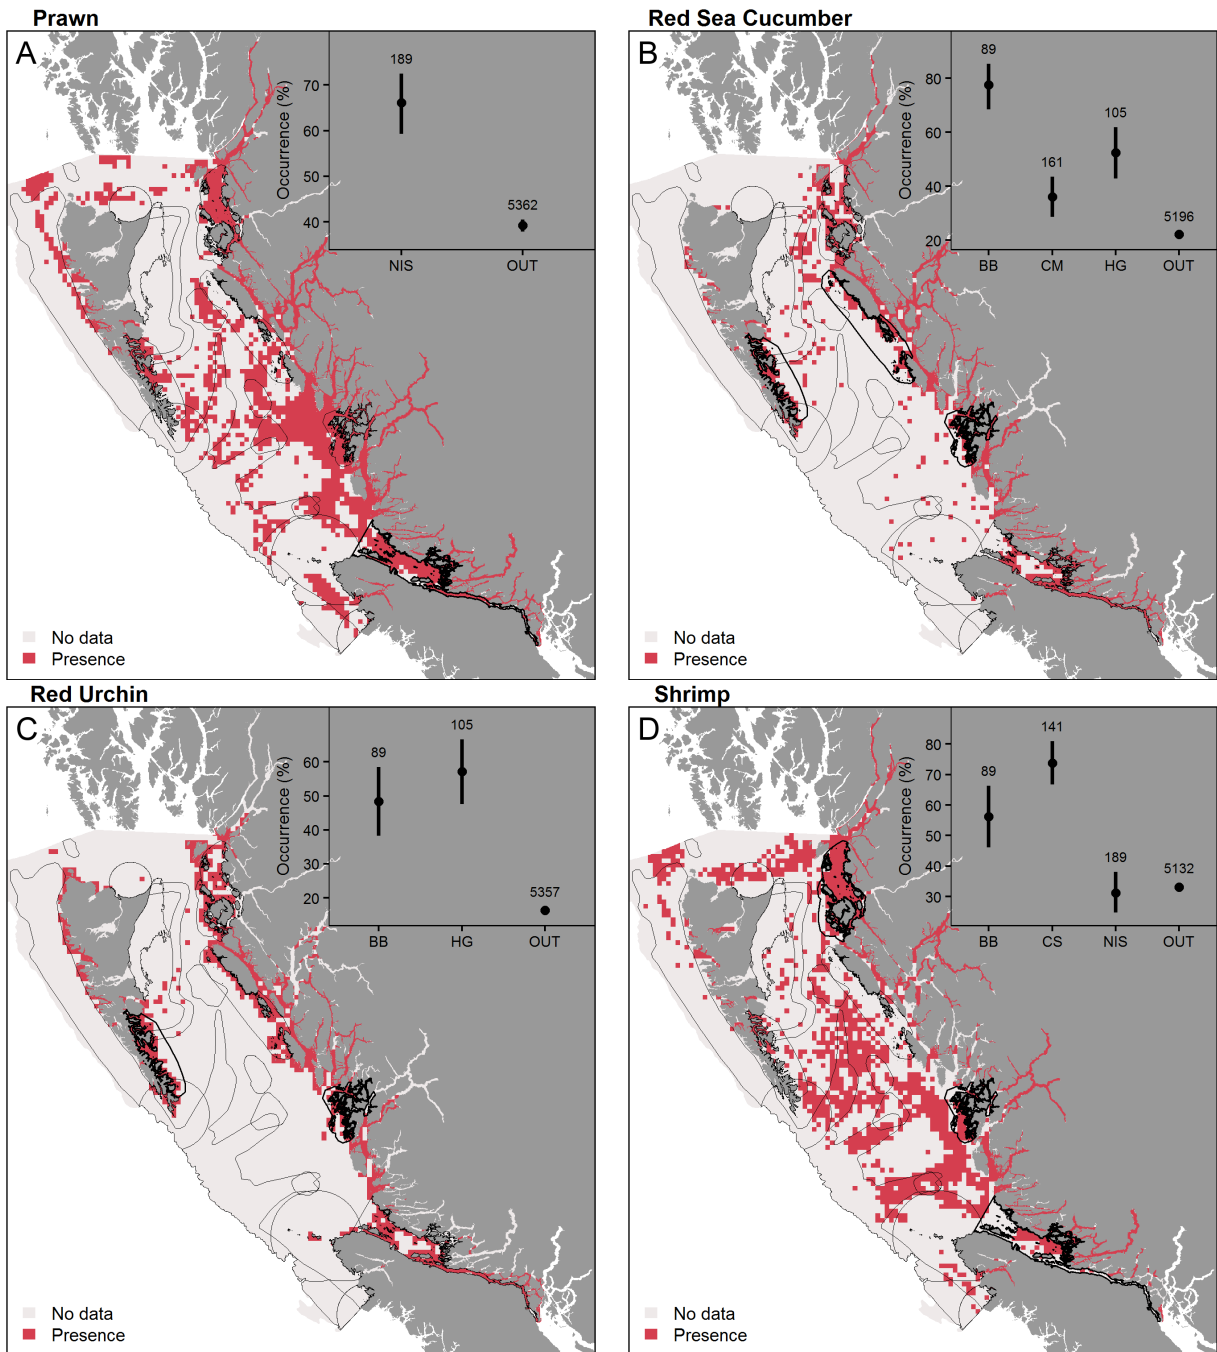 Prawn
A
Occurrence (%)
70
60
50
40
189
5362
NIS OUT
No data
Presence
Red Sea Cucumber
B
Occurrence (%)
80
60
40
20
89
161
105
5196
BB CM HG OUT
No data
Presence
Red Urchin
C
Occurrence (%)
60
50
40
30
20
89
105
5357
BB HG OUT
No data
Presence
Shrimp
D
Occurrence (%)
80
70
60
50
40
30
89
141
189
5132
BB CS NIS OUT
No data
Presence